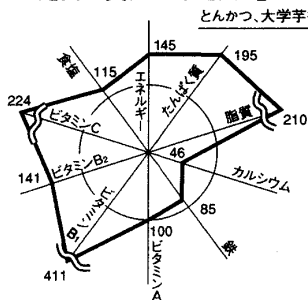 とんかつ、大学芋
145
195
115
食塩
エネルギ
たんぱく質
224
ビタミンC
脂質
210
141
ビタミンB₂
46
カルシウム
ビタミンB₁
85
鉄
100
411
ビタミンA